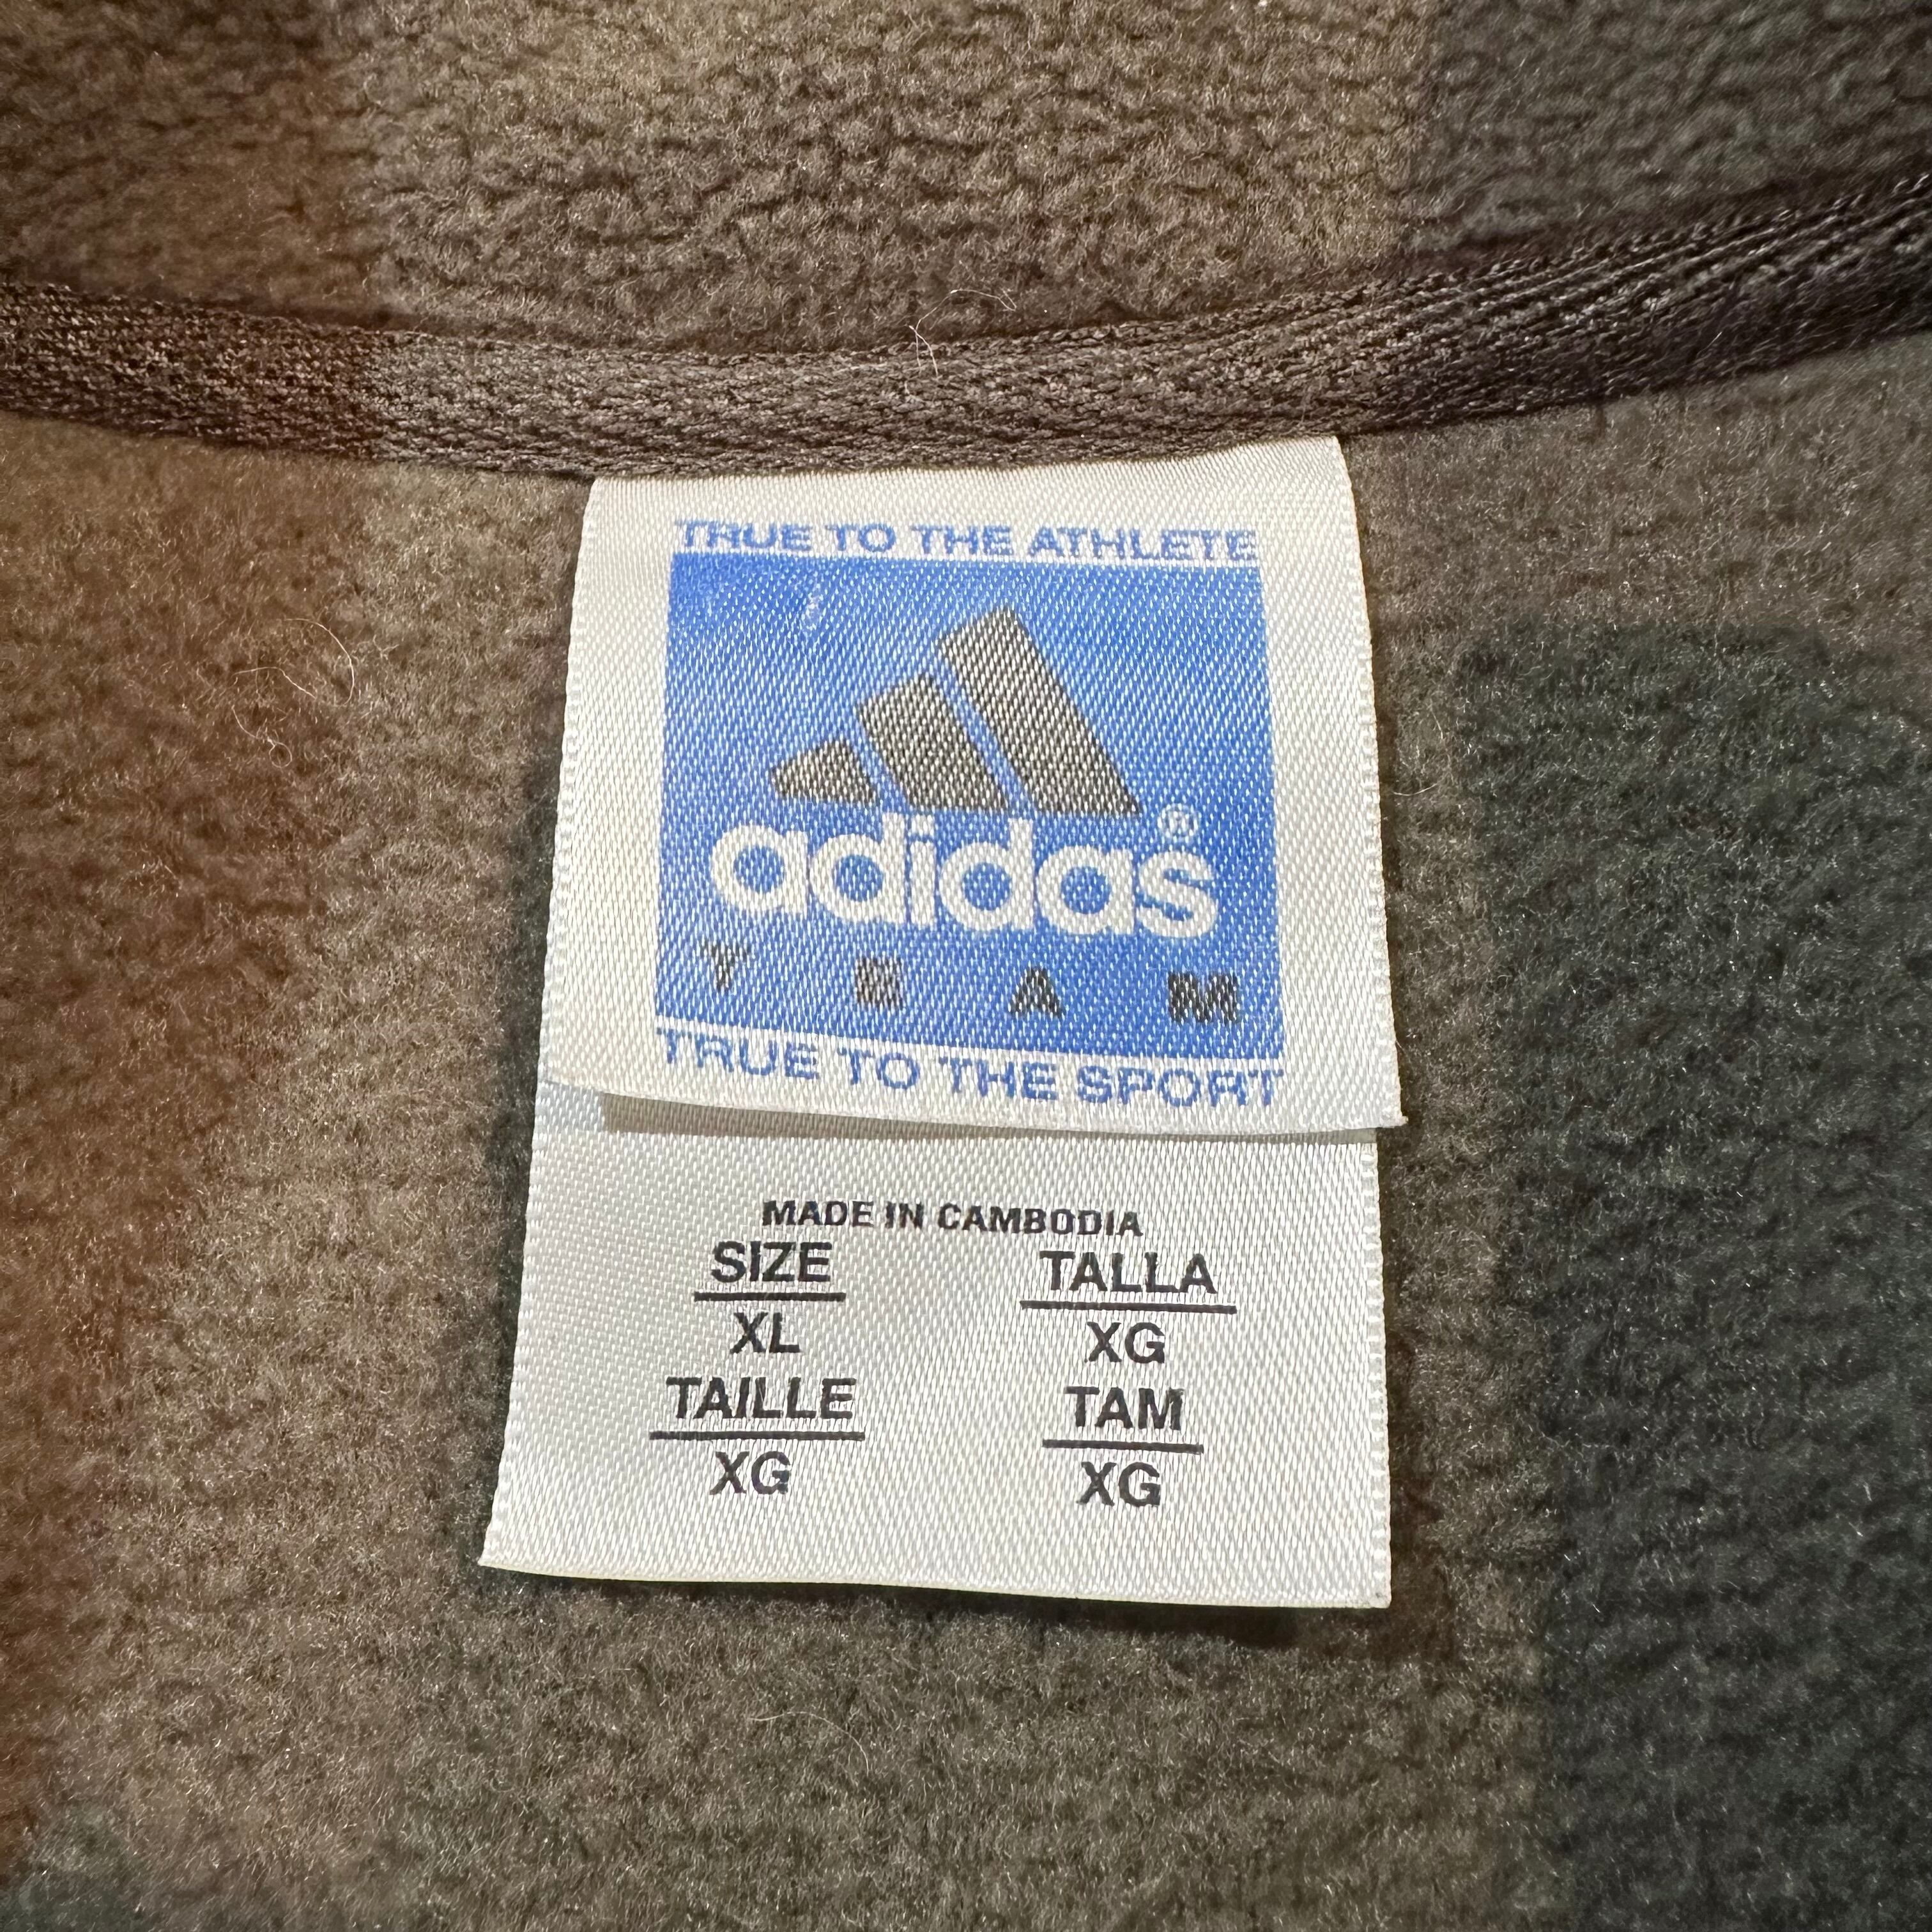 TRUE TO THE ATHLETE
adidas®
TEAM
TRUE TO THE SPORT
MADE IN CAMBODIA
SIZE TALLA
XL XG
TAILLE TAM
XG XG